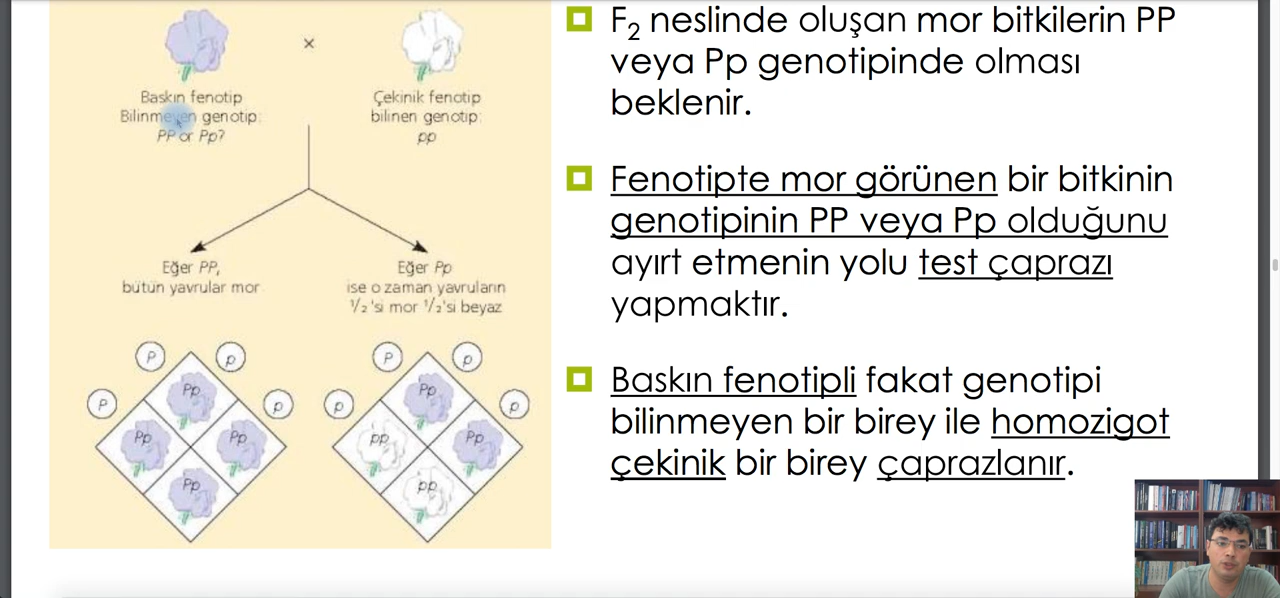 Baskın fenotip
Bilinmeyen genotip:
PP or Pp?
×
Çekinik fenotip
bilinen genotip:
pp
Eğer PP,
bütün yavrular mor
Eğer Pp
ise o zaman yavruların
1/2'si mor 1/2'si beyaz
P p
P p
Pp
Pp Pp
Pp
P p
p p
Pp
pp Pp
pp
F₂ neslinde oluşan mor bitkilerin PP
veya Pp genotipinde olması
beklenir.
Fenotipte mor görünen bir bitkinin
genotipinin PP veya Pp olduğunu
ayırt etmenin yolu test çaprazı
yapmaktır.
Baskın fenotipli fakat genotipi
bilinmeyen bir birey ile homozigot
çekinik bir birey çaprazlanır.